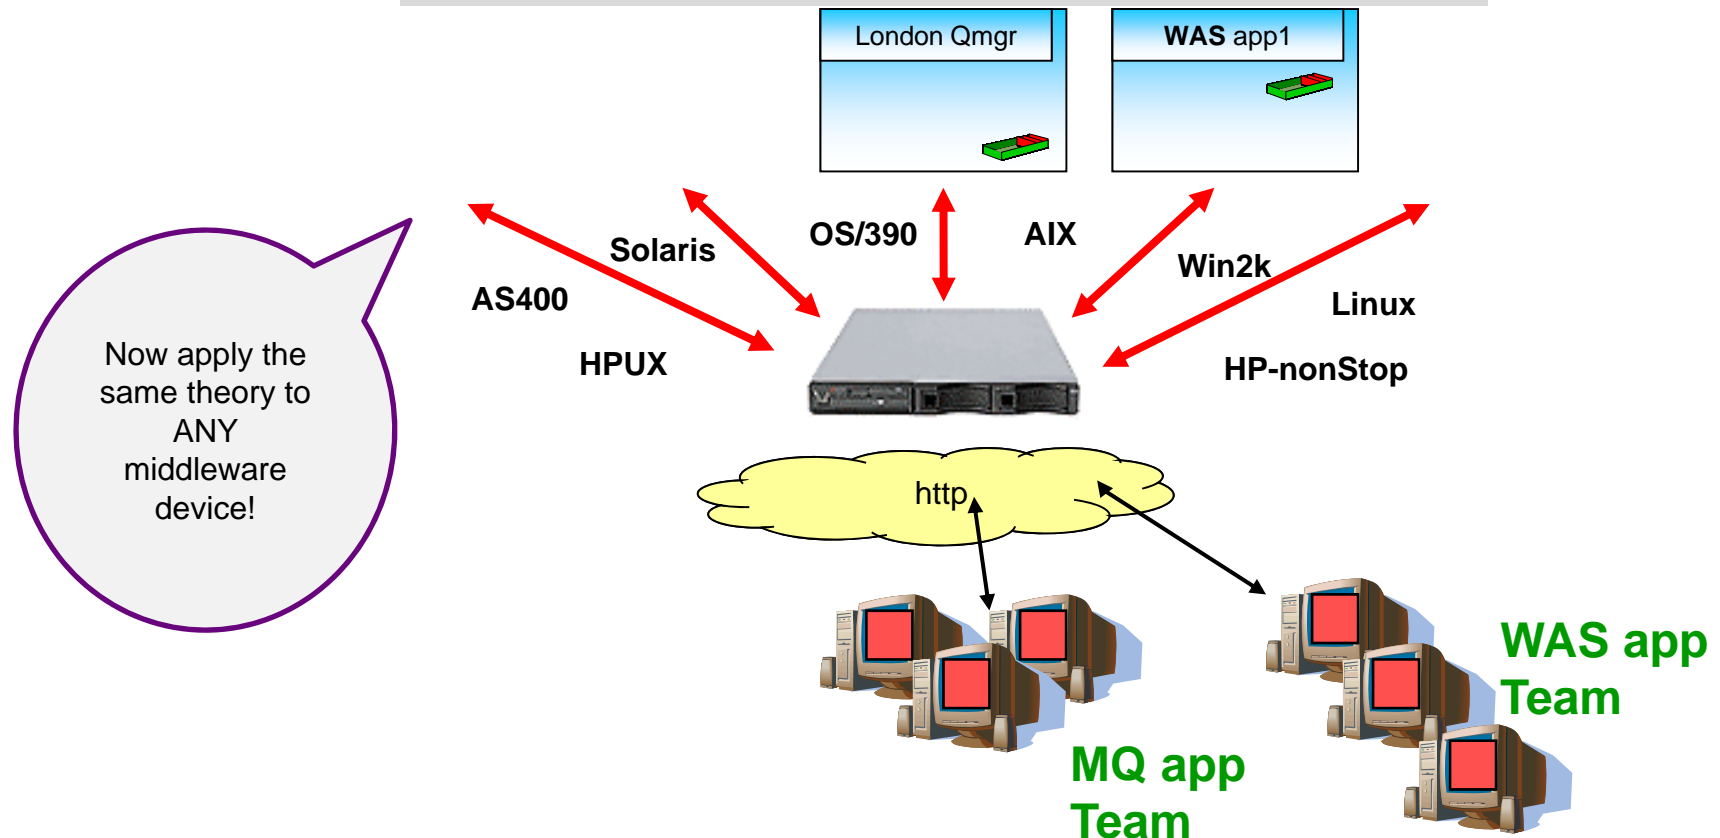 London Qmgr
WAS app1
OS/390
AIX
Solaris
Win2k
AS400
Linux
HPUX
HP-nonStop
Now apply the
same theory to
ANY
middleware
device!
http
WAS app
Team
MQ app
Team